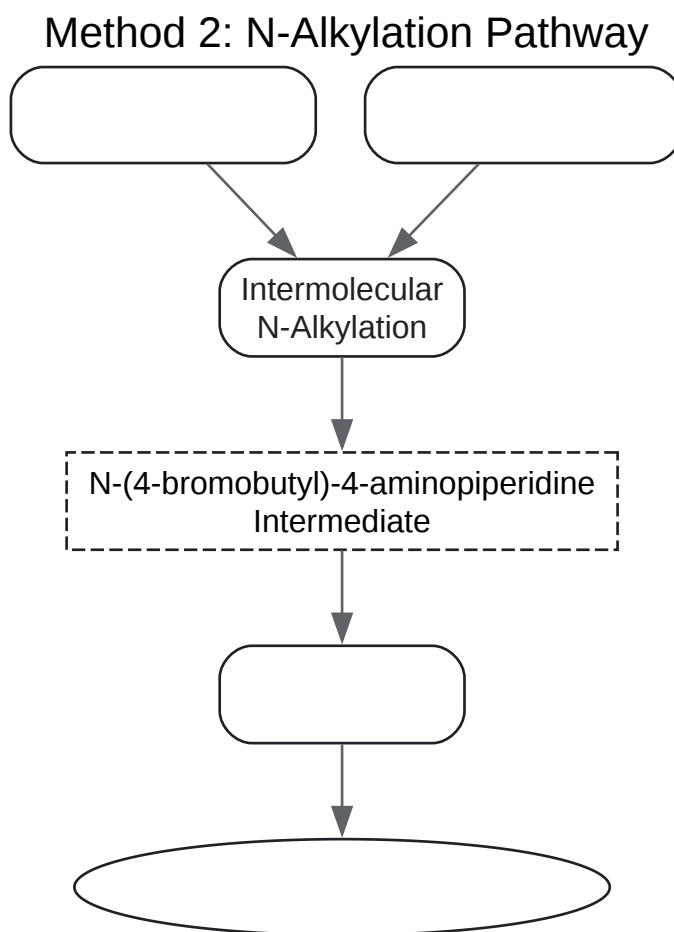 Method 2: N-Alkylation Pathway
Intermolecular
N-Alkylation
N-(4-bromobutyl)-4-aminopiperidine
Intermediate